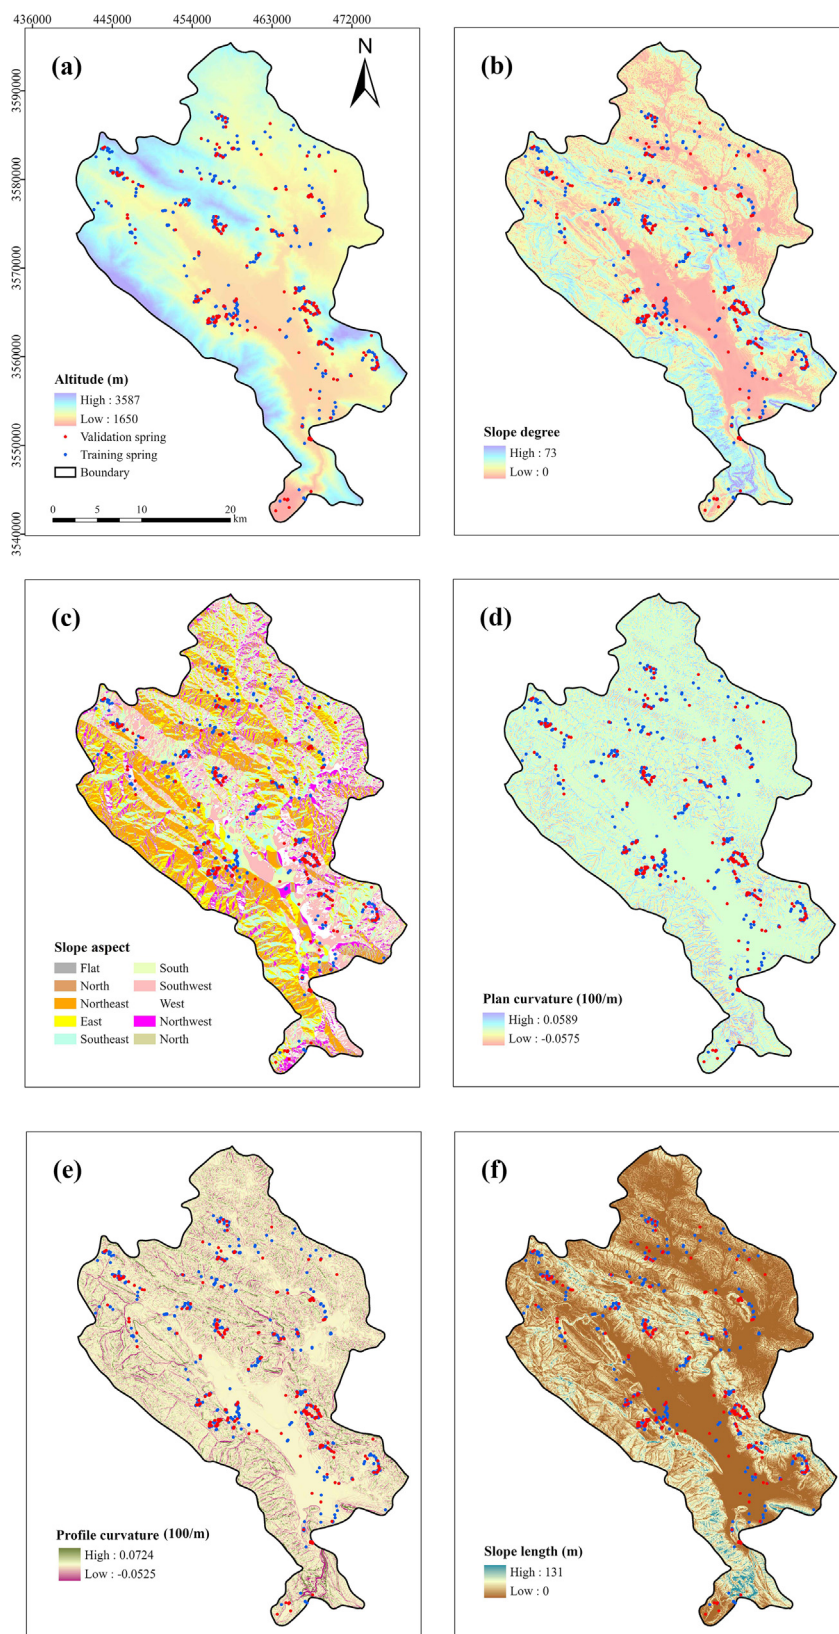 436000 445000 454000 463000 472000
(a)
N
3590000
3580000
3570000
3560000
3550000
3540000
Altitude (m)
High : 3587
Low : 1650
Validation spring
Training spring
Boundary
0 5 10 20
km
(b)
Slope degree
High : 73
Low : 0
(c)
Slope aspect
Flat South
North Southwest
Northeast West
East Northwest
Southeast North
(d)
Plan curvature (100/m)
High : 0.0589
Low : -0.0575
(e)
Profile curvature (100/m)
High : 0.0724
Low : -0.0525
(f)
Slope length (m)
High : 131
Low : 0